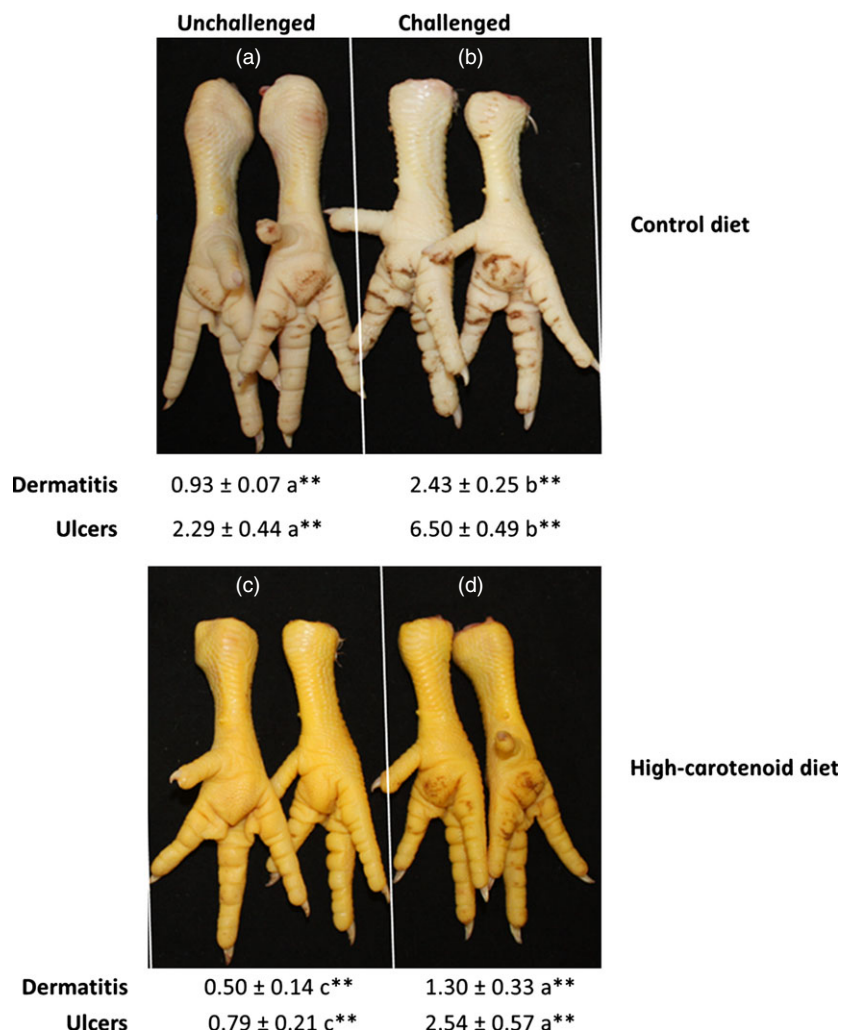 Unchallenged Challenged
(a) (b)
Control diet
Dermatitis 0.93 ± 0.07 a** 2.43 ± 0.25 b**
Ulcers 2.29 ± 0.44 a** 6.50 ± 0.49 b**
(c) (d)
High-carotenoid diet
Dermatitis 0.50 ± 0.14 c** 1.30 ± 0.33 a**
Ulcers 0.79 ± 0.21 c** 2.54 ± 0.57 a**